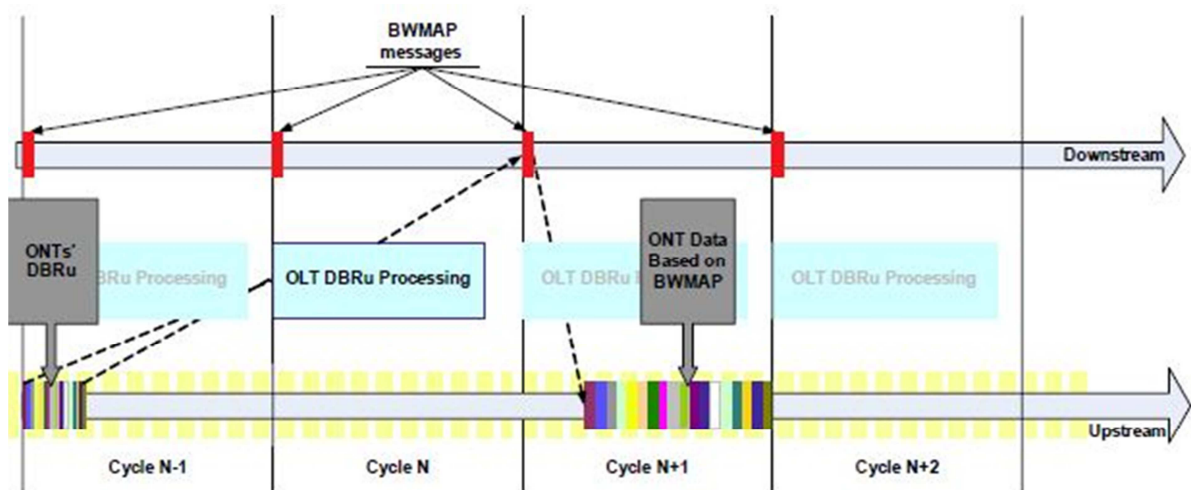 BWMAP
messages
Downstream
ONTs'
DBRu
BRu Processing
OLT DBRu Processing
OLT DBRu
ONT Data
Based on
BWMAP
OLT DBRu Processing
Upstream
Cycle N-1
Cycle N
Cycle N+1
Cycle N+2